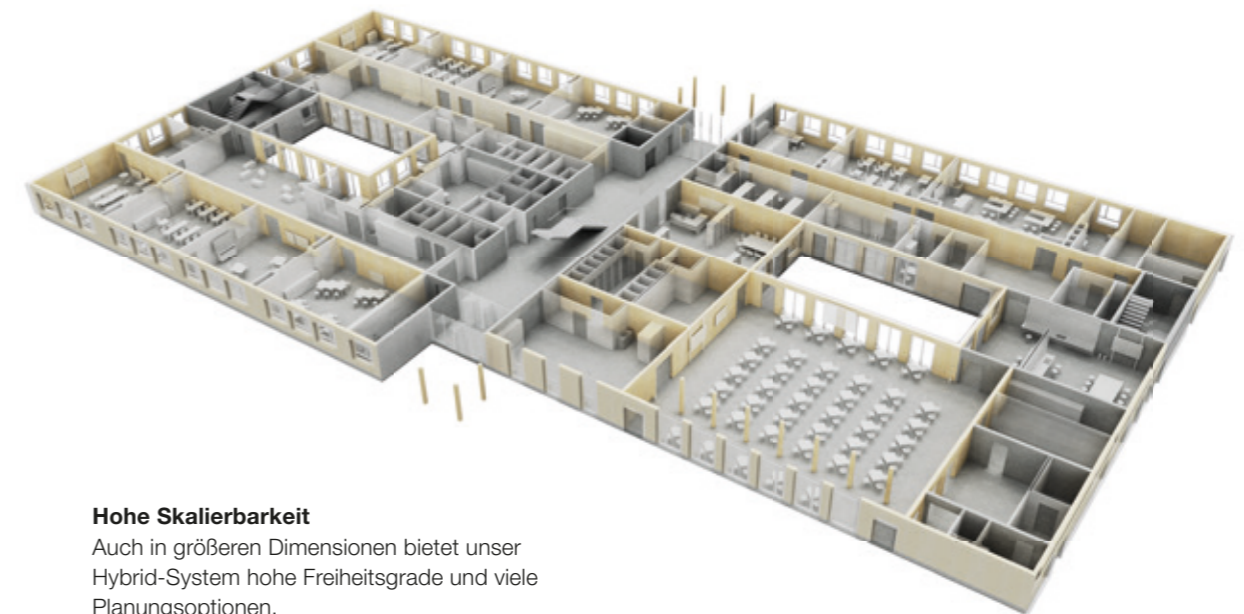 Hohe Skalierbarkeit
Auch in größeren Dimensionen bietet unser
Hybrid-System hohe Freiheitsgrade und viele
Planungsoptionen.